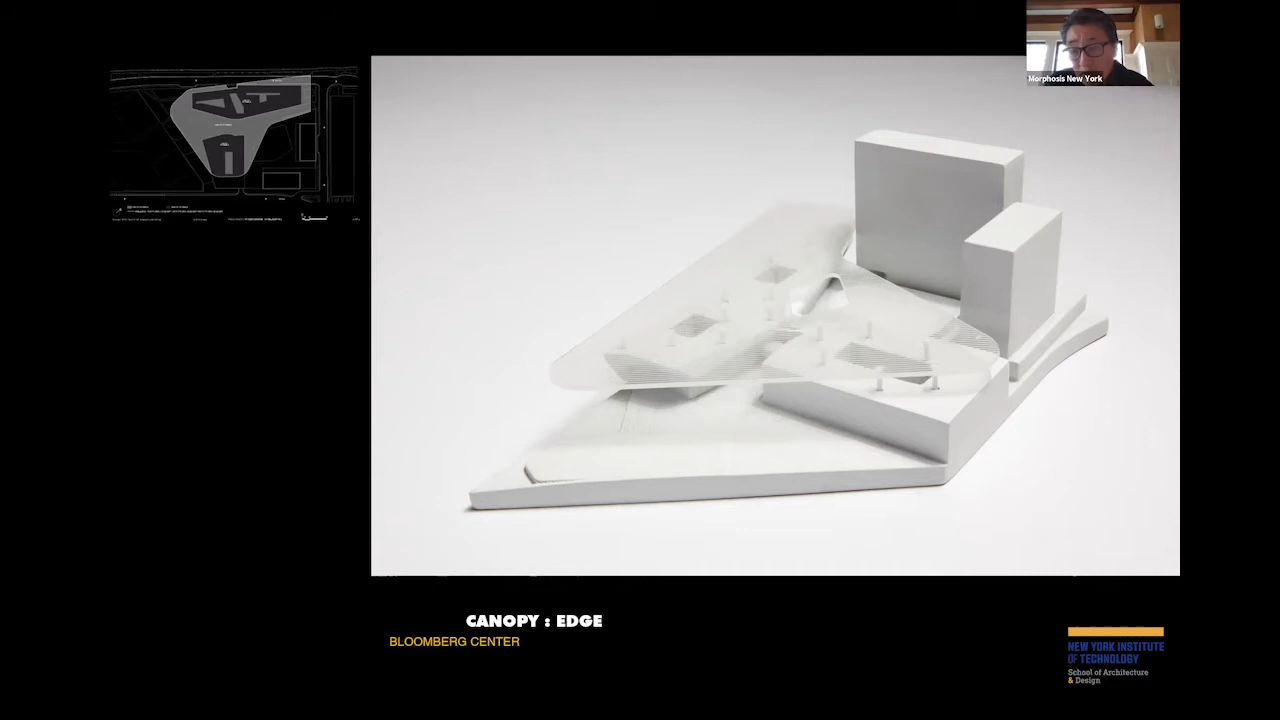 Morphosis New York
CANOPY : EDGE
BLOOMBERG CENTER
NEW YORK INSTITUTE
OF TECHNOLOGY
School of Architecture
& Design